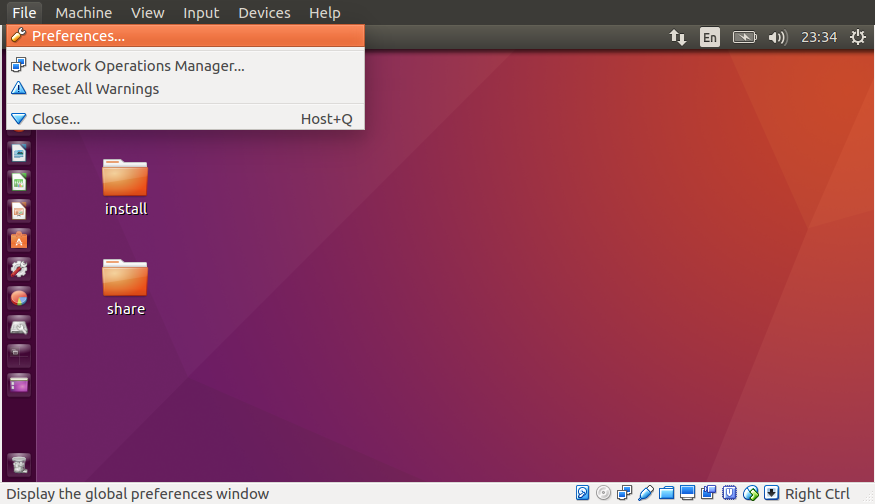 File Machine View Input Devices Help
Preferences...
En 23:34
Network Operations Manager...
Reset All Warnings
Close... Host+Q
install
share
Display the global preferences window Right Ctrl